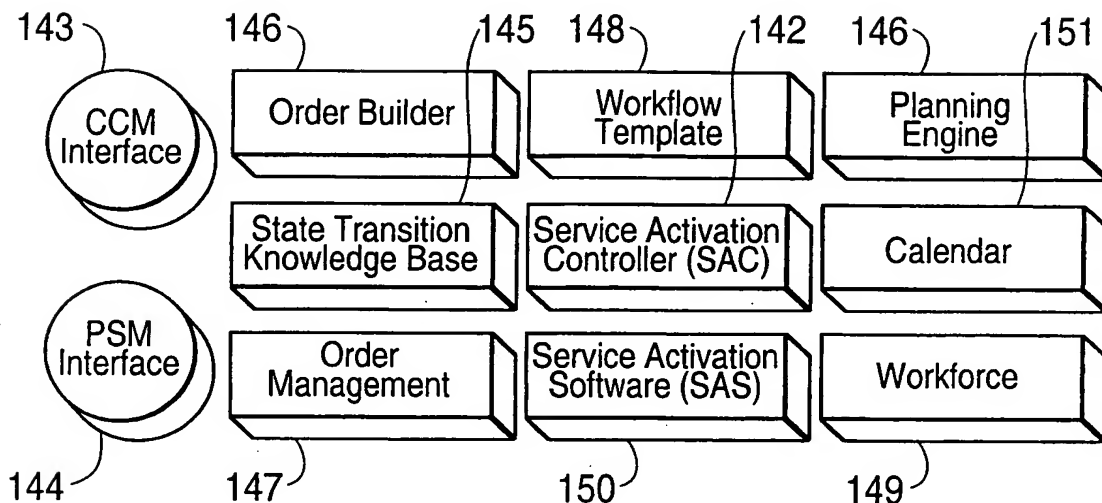 143
146
145
148
142
146
151
CCM
Interface
Order Builder
Workflow
Template
Planning
Engine
State Transition
Knowledge Base
Service Activation
Controller (SAC)
Calendar
PSM
Interface
Order
Management
Service Activation
Software (SAS)
Workforce
144
147
150
149